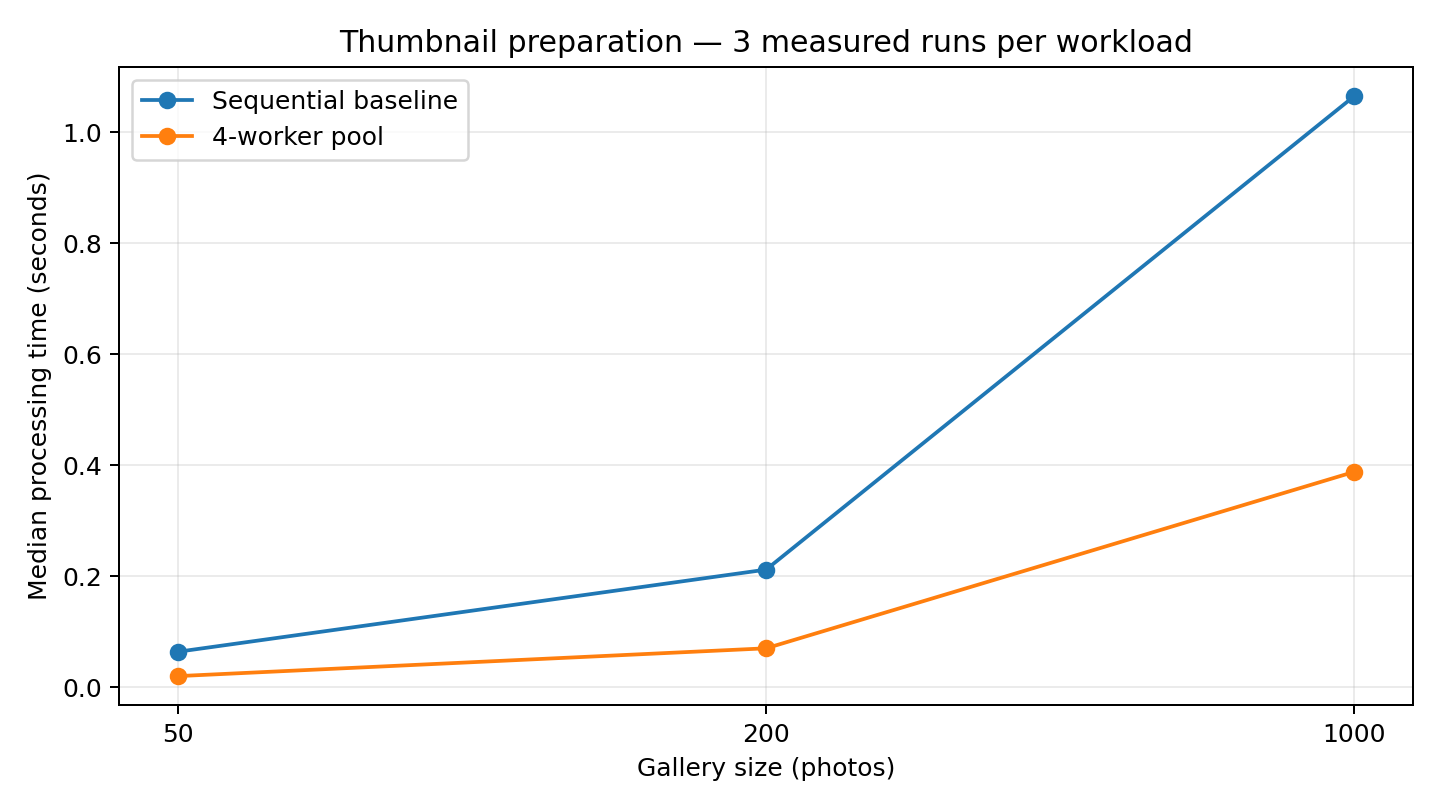 Thumbnail preparation — 3 measured runs per workload
Sequential baseline
4-worker pool
Median processing time (seconds)
1.0
0.8
0.6
0.4
0.2
0.0
50 200 1000
Gallery size (photos)